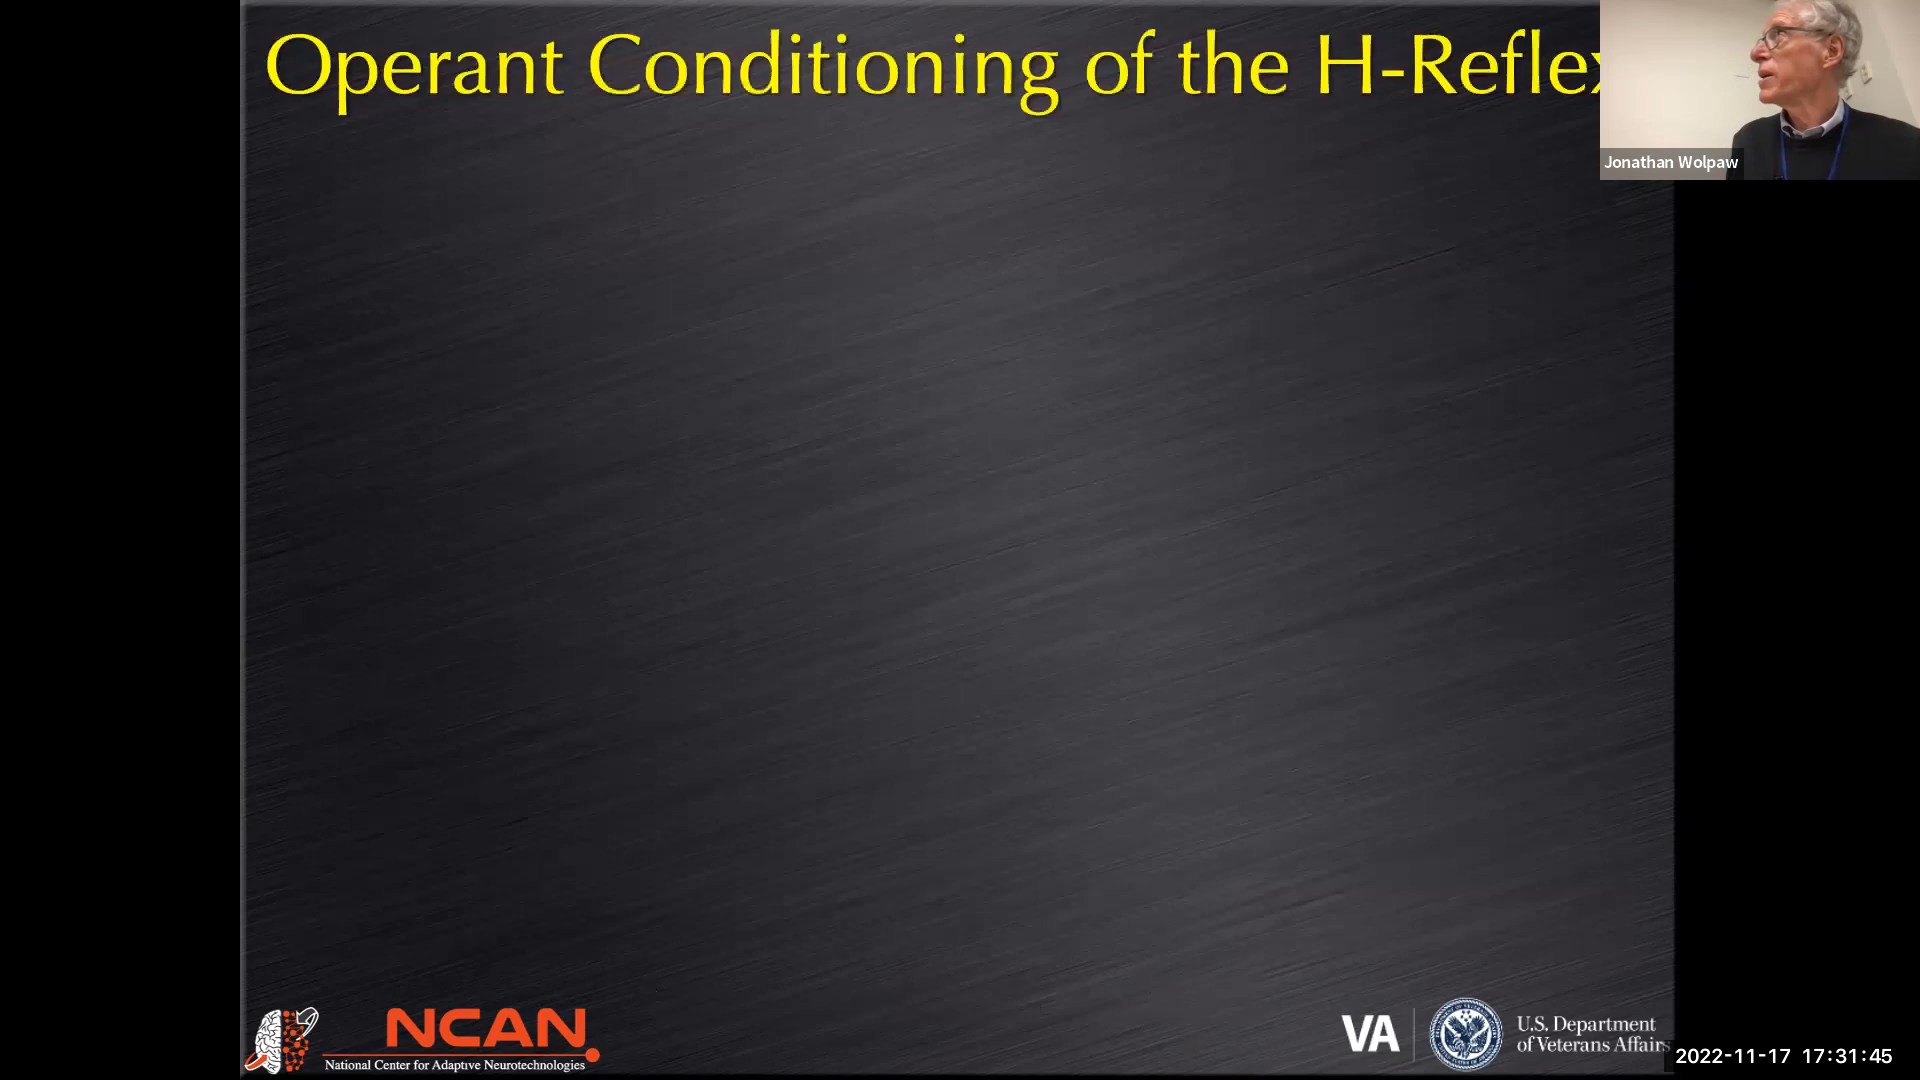 Operant Conditioning of the H-Reflex
Jonathan Wolpaw
NCAN
National Center for Adaptive Neurotechnologies
VA
U.S. Department
of Veterans Affairs
2022-11-17 17:31:45